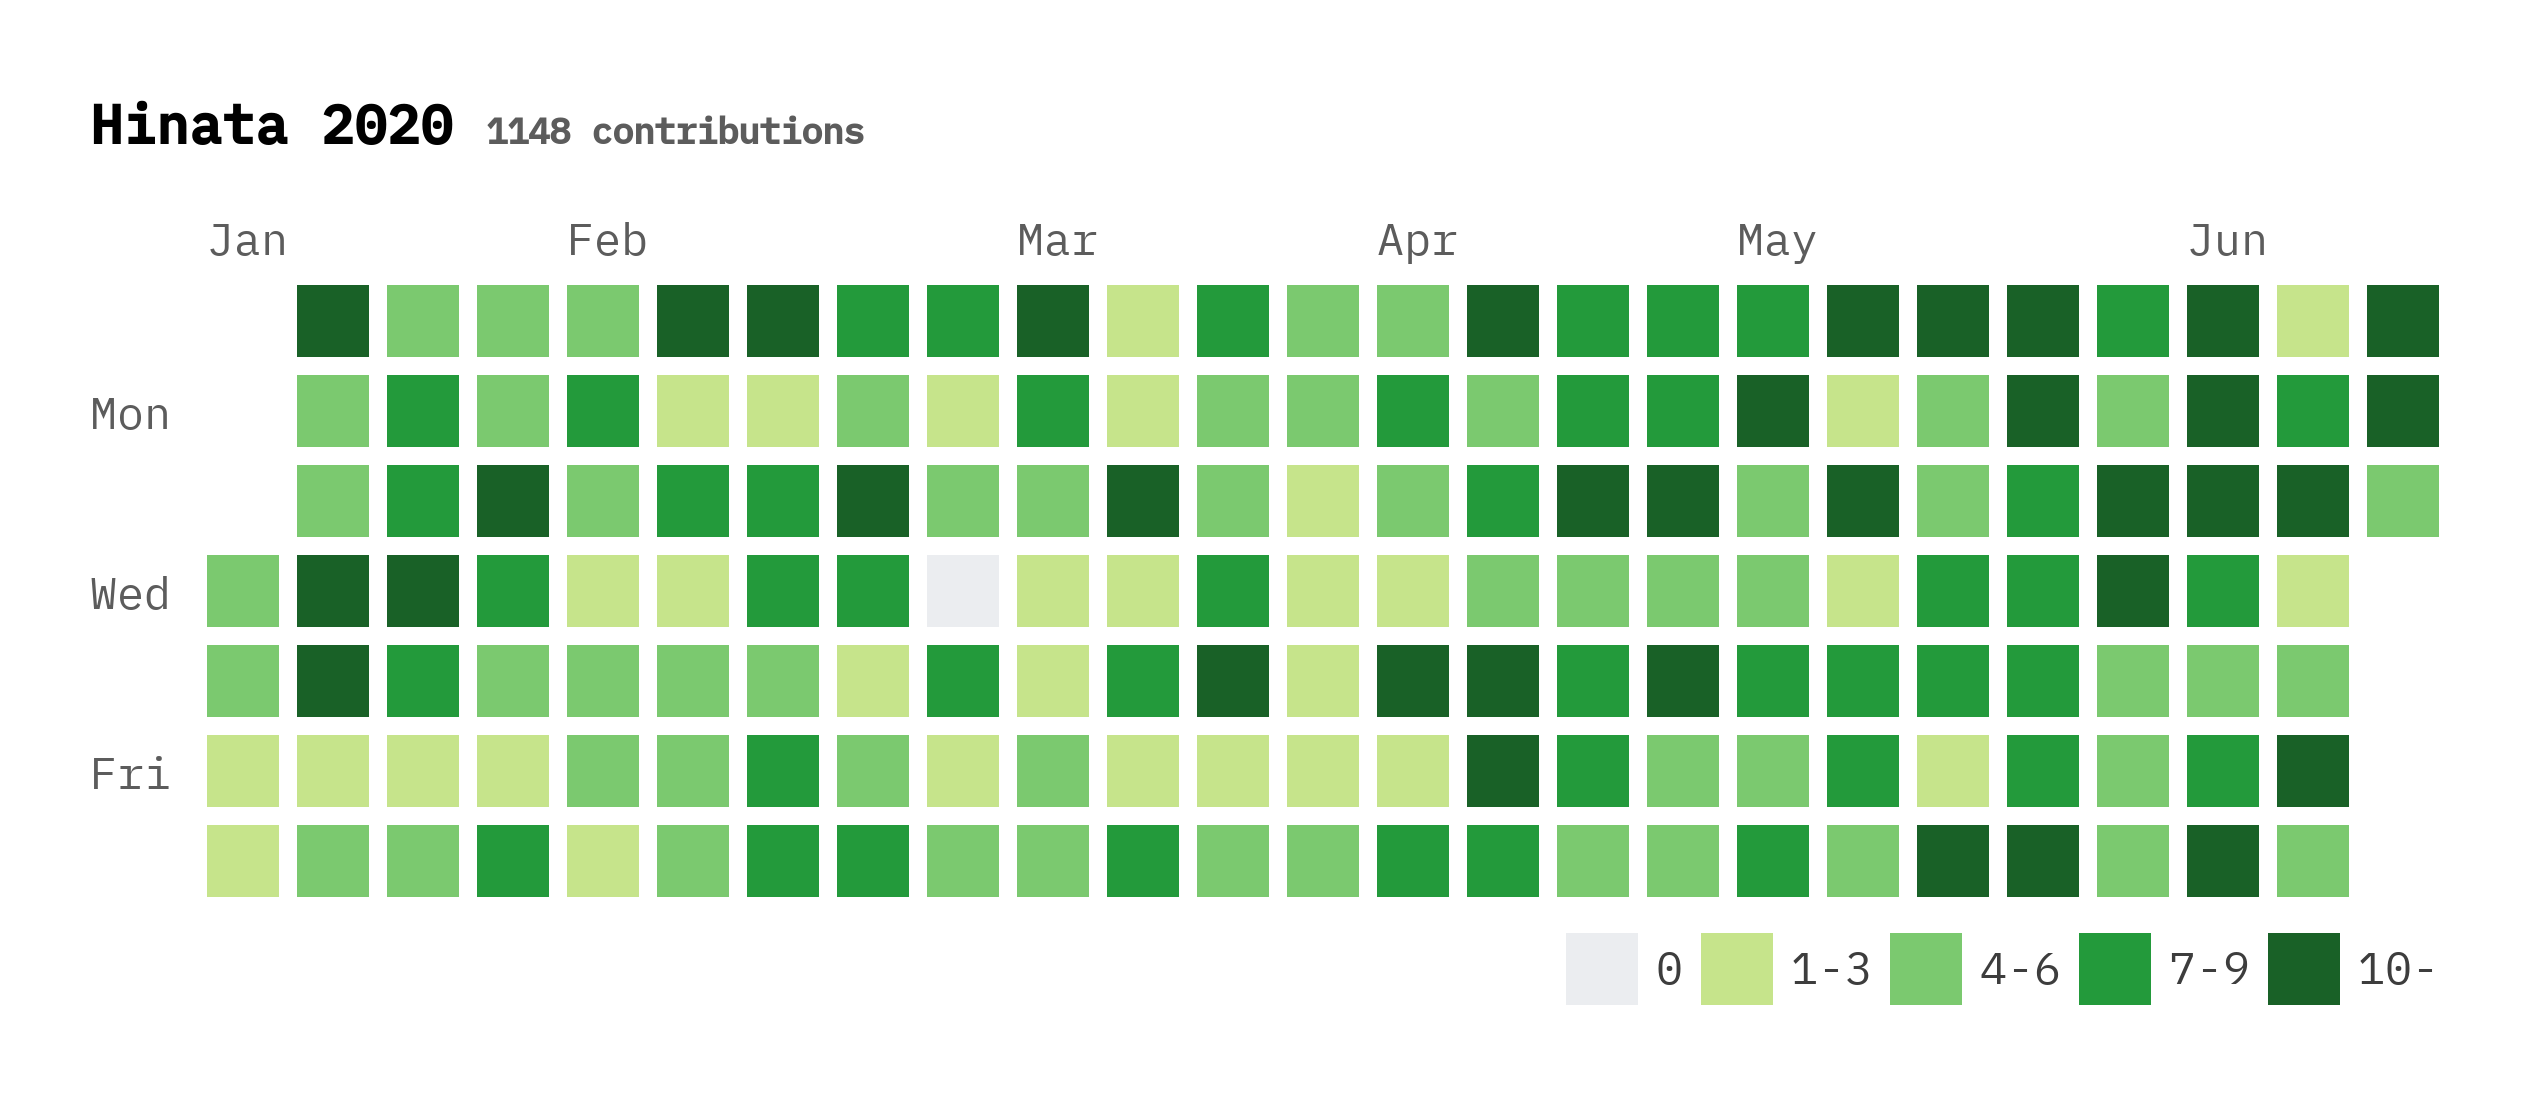 Hinata 2020 1148 contributions
Jan Feb Mar Apr May Jun
Mon
Wed
Fri
0 1-3 4-6 7-9 10-